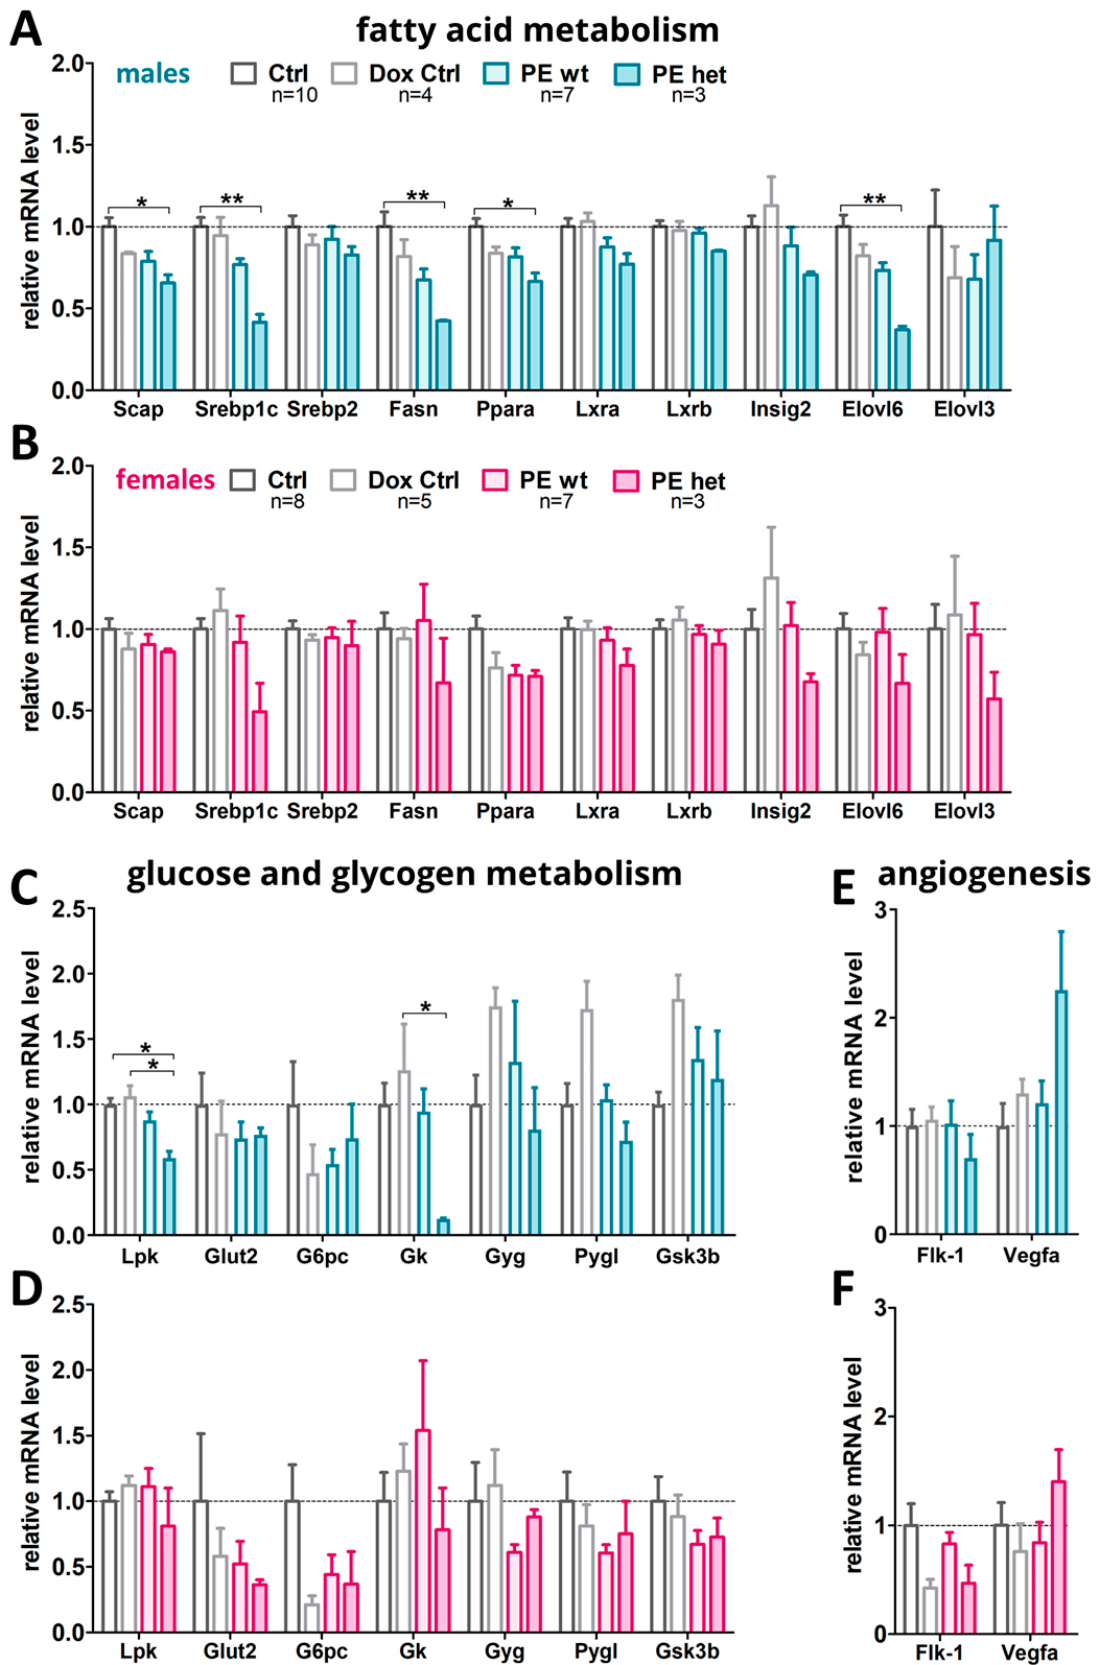 A
fatty acid metabolism
males Ctrl Dox Ctrl PE wt PE het
n=10 n=4 n=7 n=3
relative mRNA level
2.0
1.5
1.0
0.5
0.0
* ** ** * **
Scap Srebp1c Srebp2 Fasn Ppara Lxra Lxrb Insig2 Elovl6 Elovl3
B
females Ctrl Dox Ctrl PE wt PE het
n=8 n=5 n=7 n=3
relative mRNA level
2.0
1.5
1.0
0.5
0.0
Scap Srebp1c Srebp2 Fasn Ppara Lxra Lxrb Insig2 Elovl6 Elovl3
C
glucose and glycogen metabolism
relative mRNA level
2.5
2.0
1.5
1.0
0.5
0.0
*
*
*
Lpk Glut2 G6pc Gk Gyg Pygl Gsk3b
E
angiogenesis
relative mRNA level
3
2
1
0
Flk-1 Vegfa
D
relative mRNA level
2.5
2.0
1.5
1.0
0.5
0.0
Lpk Glut2 G6pc Gk Gyg Pygl Gsk3b
F
relative mRNA level
3
2
1
0
Flk-1 Vegfa